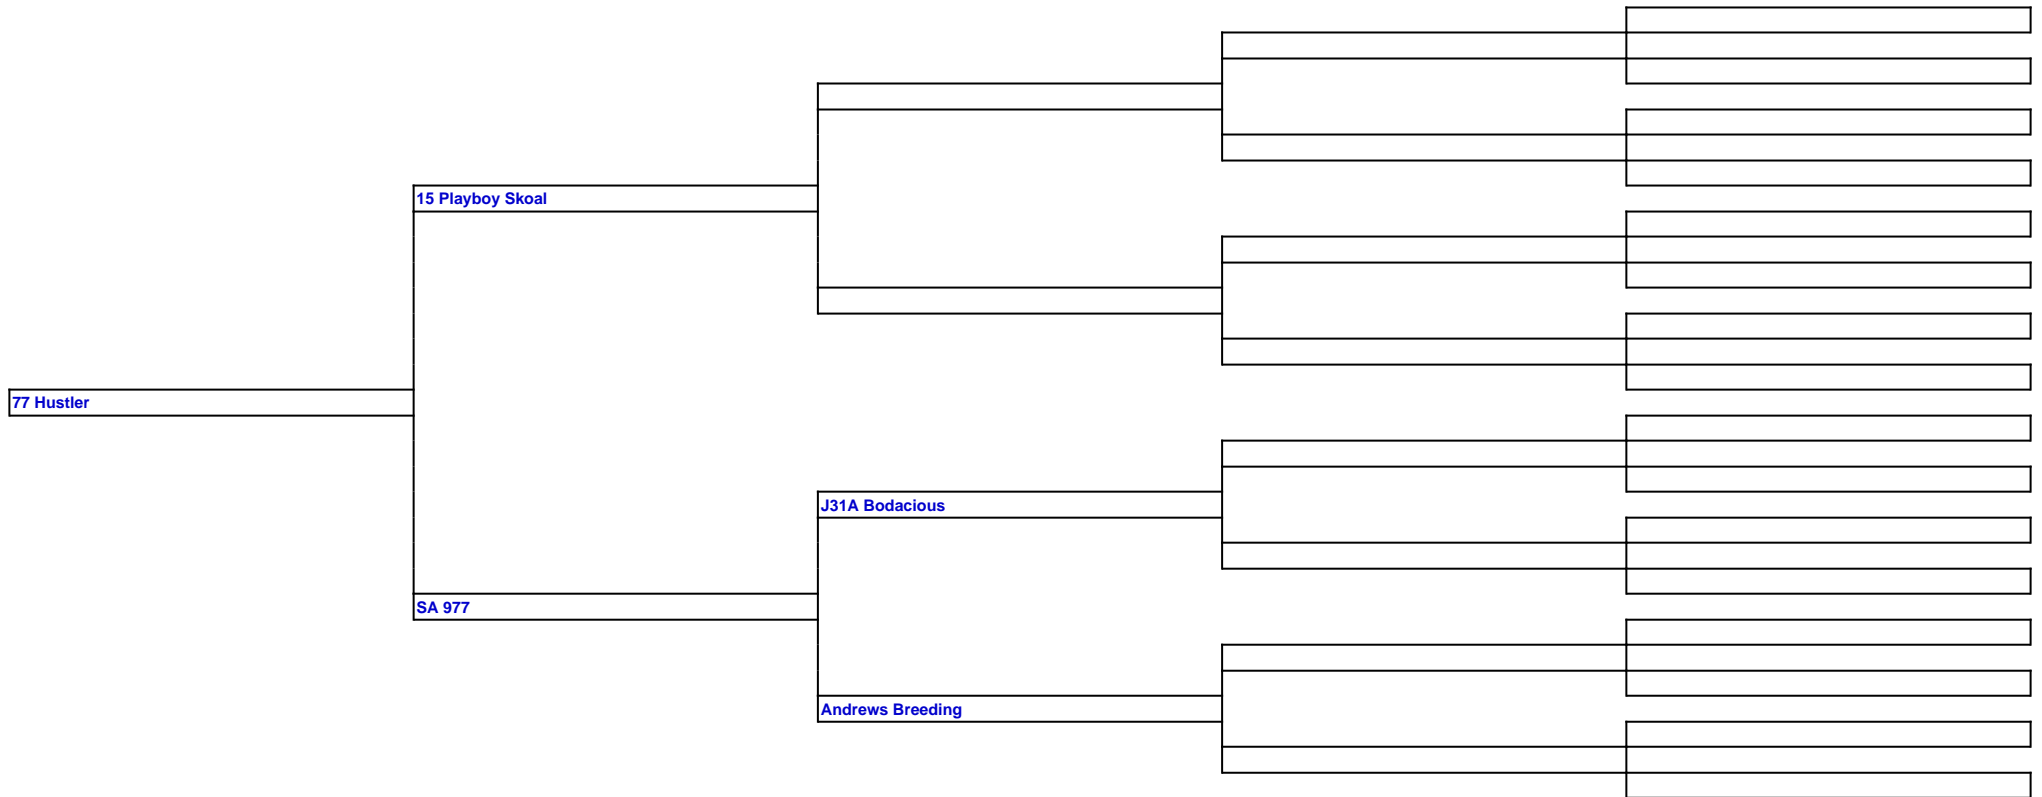 15 Playboy Skoal
77 Hustler
J31A Bodacious
SA 977
Andrews Breeding